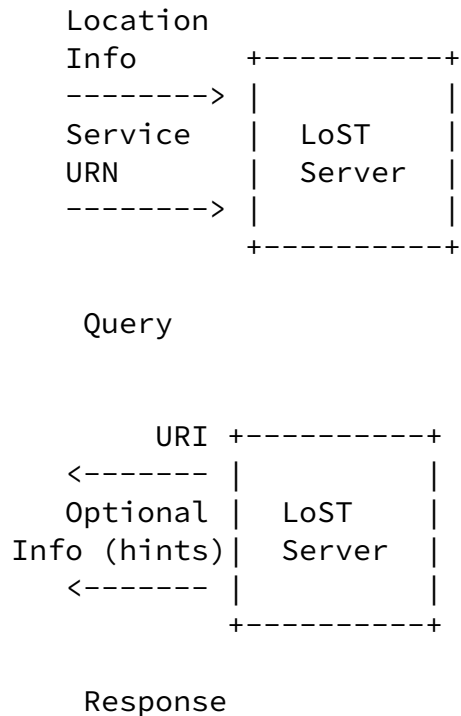 Location
Info +----------+
--------> | |
Service | LoST |
URN | Server |
--------> | |
+----------+
Query
URI +----------+
<------- | |
Optional | LoST |
Info (hints)| Server |
<------- | |
+----------+
Response